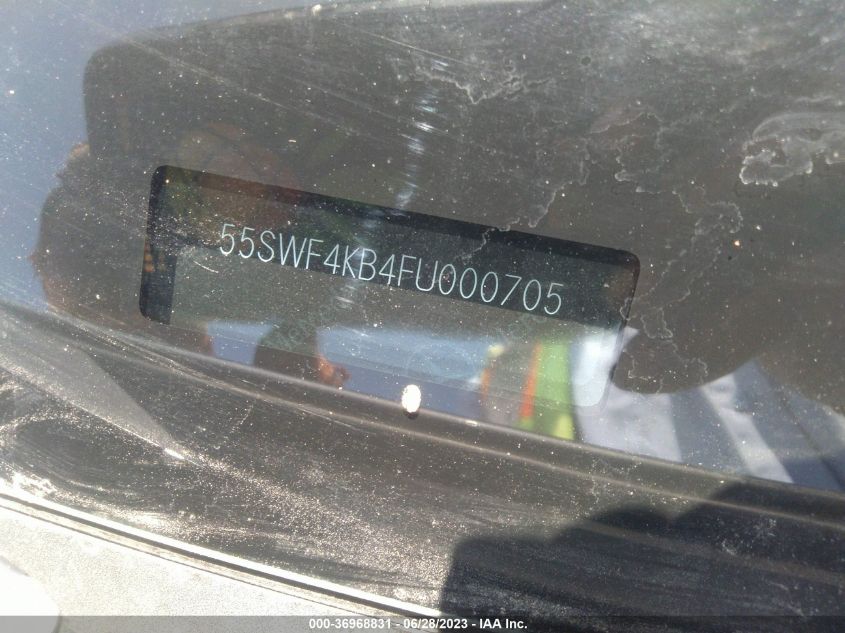 55SWF4KB4FU000705
000-36968831 - 06/28/2023 - IAA Inc.